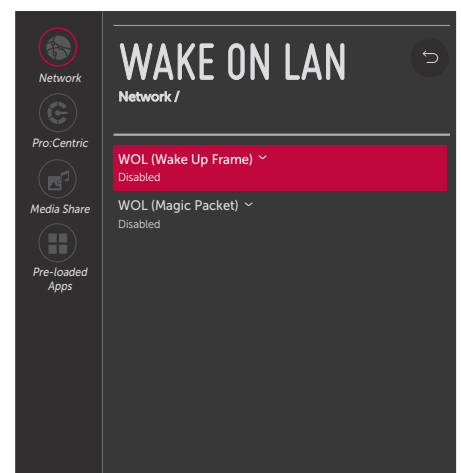 Network
Pro:Centric
Media Share
Pre-loaded
Apps
WAKE ON LAN
Network /
WOL (Wake Up Frame)
Disabled
WOL (Magic Packet)
Disabled